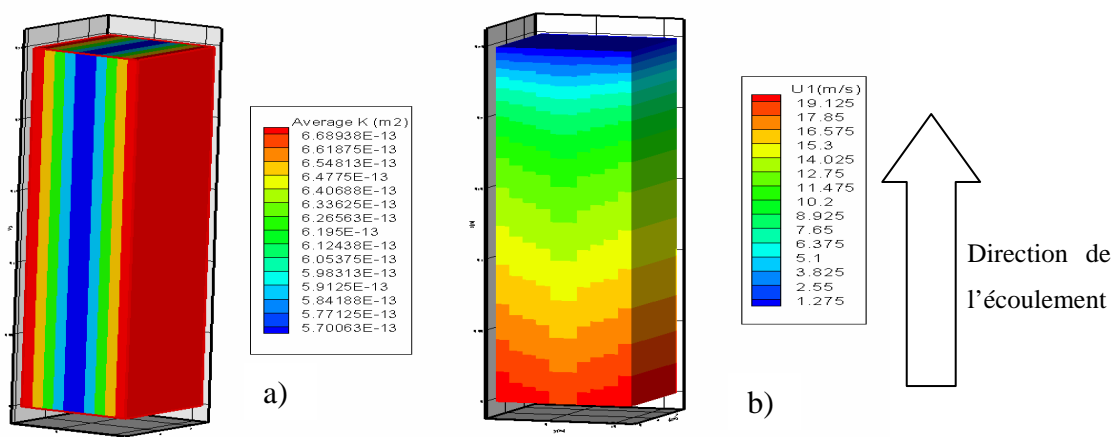 Average K (m2)
6.68938E-13
6.61875E-13
6.54813E-13
6.4775E-13
6.40688E-13
6.33625E-13
6.26563E-13
6.195E-13
6.12438E-13
6.05375E-13
5.98313E-13
5.9125E-13
5.84188E-13
5.77125E-13
5.70063E-13
a)
U1(m/s)
19.125
17.85
16.575
15.3
14.025
12.75
11.475
10.2
8.925
7.65
6.375
5.1
3.825
2.55
1.275
b)
Direction de
l’écoulement